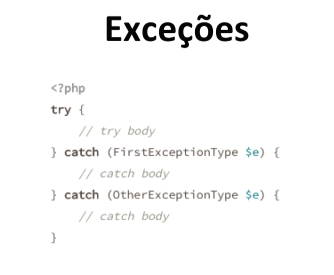 Exceções
<?php
try {
// try body
} catch (FirstExceptionType $e) {
// catch body
} catch (OtherExceptionType $e) {
// catch body
}